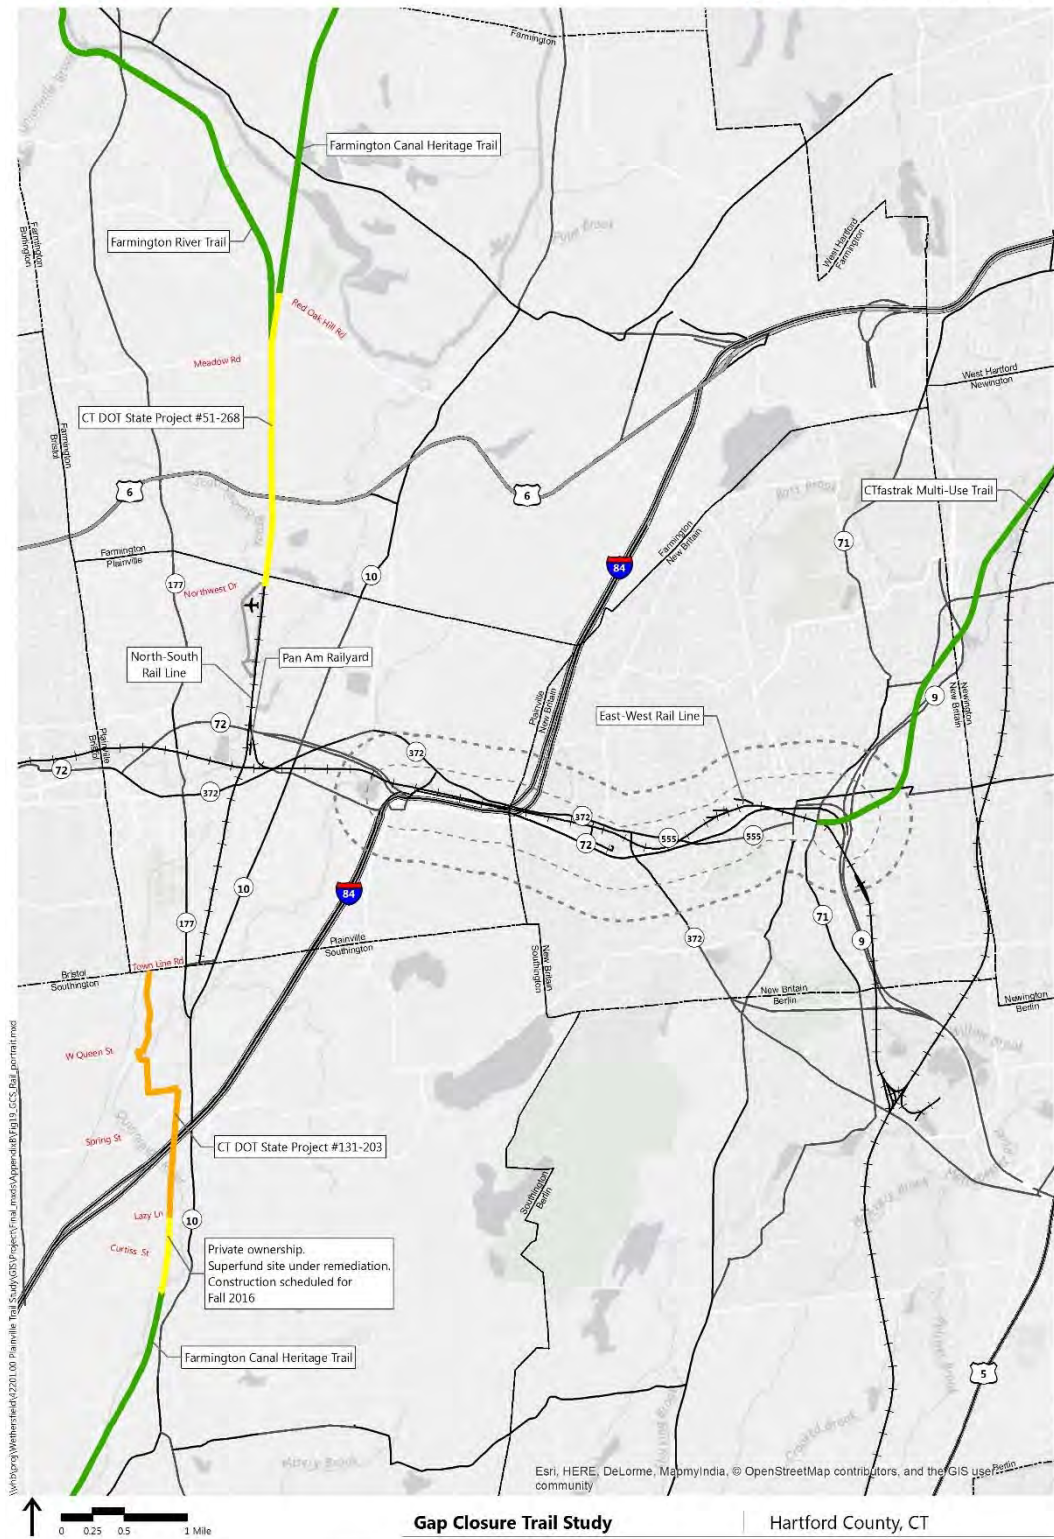 Farmington
Farmington Canal Heritage Trail
Farmington
Burlington
Farmington River Trail
West Hartford
Farmington
Red Oak Hill Rd
Meadow Rd
West Hartford
Newington
CT DOT State Project #51-268
Farmington
Bristol
6
6
CTfastrak Multi-Use Trail
71
Farmington
Plainville
Farmington
New Britain
84
10
177
Northwest Dr
North-South
Rail Line
Pan Am Railyard
Plainville
New Britain
Newington
New Britain
9
East-West Rail Line
72
Plainville
Bristol
372
72
372
372
72
555
555
10
84
177
71
372
9
Plainville
Southington
New Britain
Southington
Town Line Rd
Bristol
Southington
New Britain
Berlin
Newington
Berlin
W Queen St
Spring St
CT DOT State Project #131-203
Southington
Berlin
Lazy Ln
10
Curtiss St
Private ownership.
Superfund site under remediation.
Construction scheduled for
Fall 2016
Farmington Canal Heritage Trail
5
Berlin
Esri, HERE, DeLorme, MapmyIndia, © OpenStreetMap contributors, and the GIS user
community
0 0.25 0.5 1 Mile
Gap Closure Trail Study
Hartford County, CT